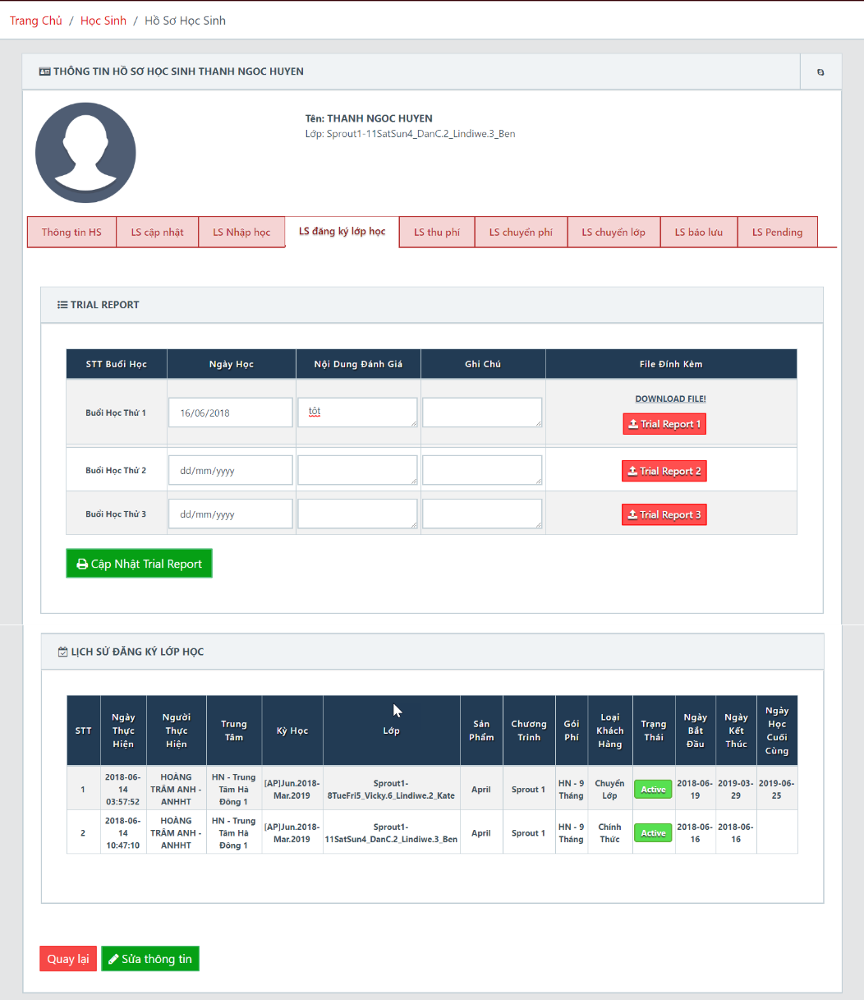 Trang Chủ / Học Sinh / Hồ Sơ Học Sinh
THÔNG TIN HỒ SƠ HỌC SINH THANH NGOC HUYEN
Tên: THANH NGOC HUYEN
Lớp: Sprout1-11SatSun4_DanC.2_Lindiwe.3_Ben
Thông tin HS
LS cập nhật
LS Nhập học
LS đăng ký lớp học
LS thu phí
LS chuyển phí
LS chuyển lớp
LS bảo lưu
LS Pending
TRIAL REPORT
STT Buổi Học
Ngày Học
Nội Dung Đánh Giá
Ghi Chú
File Đính Kèm
Buổi Học Thử 1
16/06/2018
tột
DOWNLOAD FILE!
Trial Report 1
Buổi Học Thử 2
dd/mm/yyyy
Trial Report 2
Buổi Học Thử 3
dd/mm/yyyy
Trial Report 3
Cập Nhật Trial Report
LỊCH SỬ ĐĂNG KÝ LỚP HỌC
STT
Ngày
Thực
Hiện
Người
Thực
Hiện
Trung
Tâm
Kỳ Học
Lớp
Sản
Phẩm
Chương
Trình
Gói
Phí
Loại
Khách
Hàng
Trạng
Thái
Ngày
Bắt
Đầu
Ngày
Kết
Thúc
Ngày
Học
Cuối
Cùng
1
2018-06-
14
03:57:52
HOÀNG
TRÂM ANH -
ANHHT
HN - Trung
Tâm Hà
Đông 1
[AP]Jun.2018-
Mar.2019
Sprout1-
8TueFri5_Vicky.6_Lindiwe.2_Kate
April
Sprout 1
HN - 9
Tháng
Chuyển
Lớp
Active
2018-06-
19
2019-03-
29
2019-06-
25
2
2018-06-
14
10:47:10
HOÀNG
TRÂM ANH -
ANHHT
HN - Trung
Tâm Hà
Đông 1
[AP]Jun.2018-
Mar.2019
Sprout1-
11SatSun4_DanC.2_Lindiwe.3_Ben
April
Sprout 1
HN - 9
Tháng
Chính
Thức
Active
2018-06-
16
2018-06-
16
Quay lại
Sửa thông tin